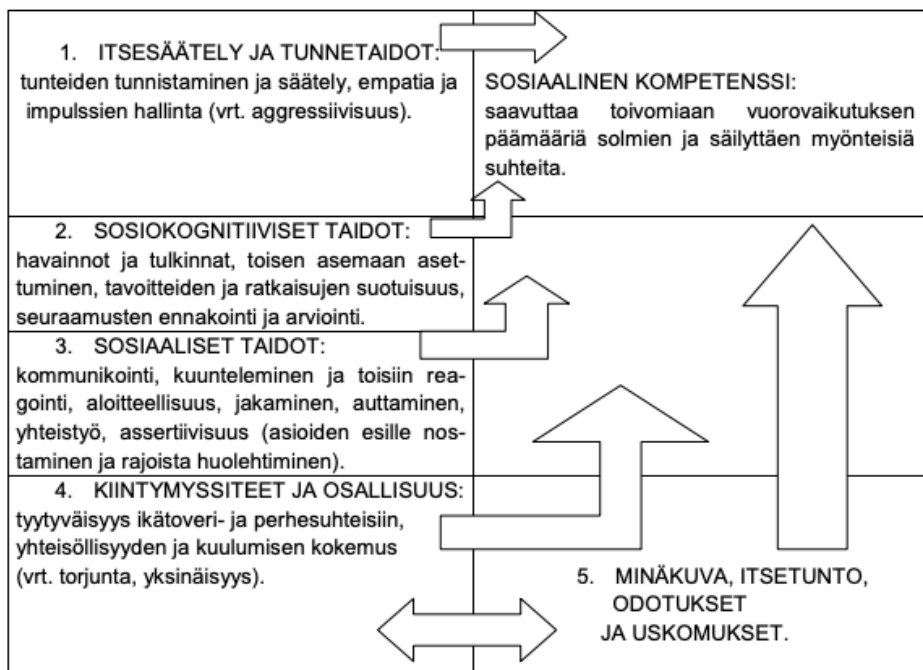 1. ITSESÄÄTELY JA TUNNETAIDOT:
tunteiden tunnistaminen ja säätely, empatia ja
impulssien hallinta (vrt. aggressiivisuus).
SOSIAALINEN KOMPETENSSI:
saavuttaa toivomiaan vuorovaikutuksen
päämääriä solmien ja säilyttäen myönteisiä
suhteita.
2. SOSIOKOGNITIIVISET TAIDOT:
havainnot ja tulkinnat, toisen asemaan aset-
tuminen, tavoitteiden ja ratkaisujen suotuisuus,
seuraamusten ennakointi ja arviointi.
3. SOSIAALISET TAIDOT:
kommunikointi, kuunteleminen ja toisiin rea-
gointi, aloitteellisuus, jakaminen, auttaminen,
yhteistyö, assertiivisuus (asioiden esille nos-
taminen ja rajoista huolehtiminen).
4. KIINTYMYSSITEET JA OSALLISUUS:
tyytyväisyys ikätoveri- ja perhesuhteisiin,
yhteisöllisyyden ja kuulumisen kokemus
(vrt. torjunta, yksinäisyys).
5. MINÄKUVA, ITSETUNTO,
ODOTUKSET
JA USKOMUKSET.